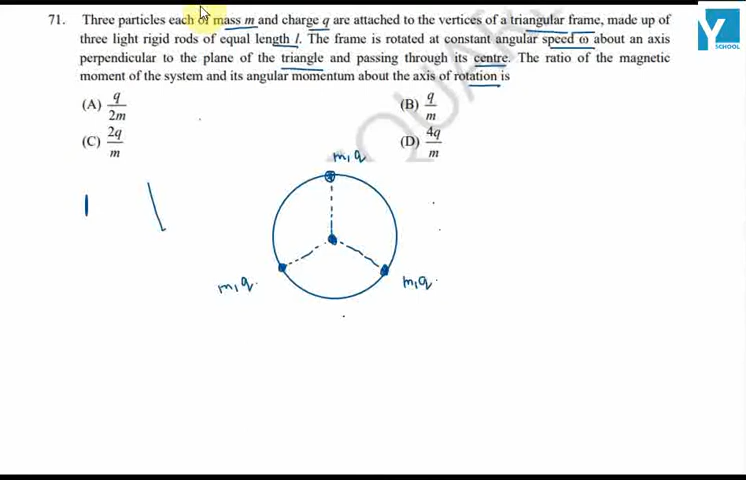 71. Three particles each of mass m and charge q are attached to the vertices of a triangular frame, made up of
three light rigid rods of equal length l. The frame is rotated at constant angular speed ω about an axis
perpendicular to the plane of the triangle and passing through its centre. The ratio of the magnetic
moment of the system and its angular momentum about the axis of rotation is
(A) q/2m (B) q/m
(C) 2q/m (D) 4q/m
m,q
m,q. m,q.
Y
SCHOOL